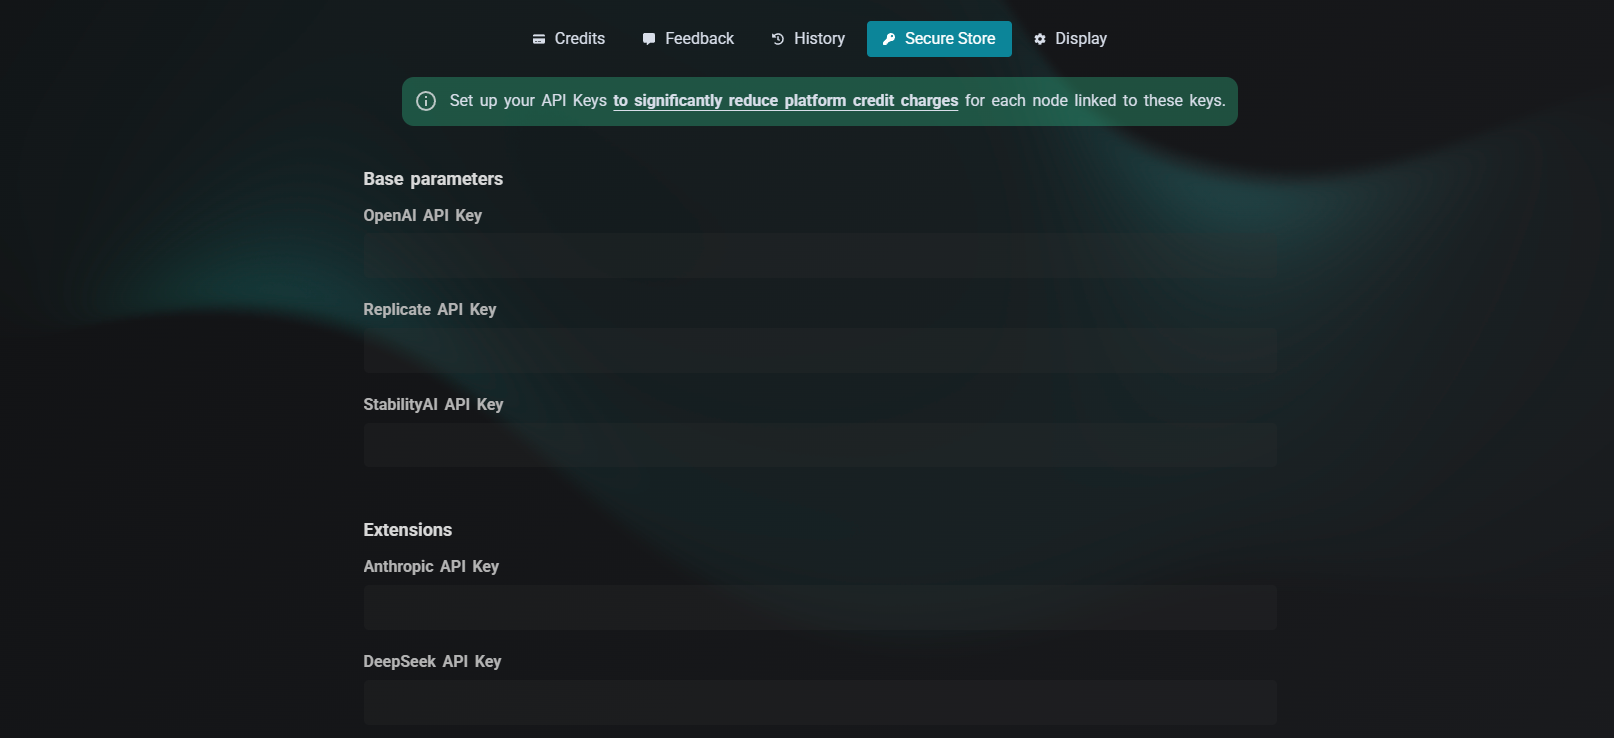 Credits Feedback History Secure Store Display
Set up your API Keys to significantly reduce platform credit charges for each node linked to these keys.
Base parameters
OpenAI API Key
Replicate API Key
StabilityAI API Key
Extensions
Anthropic API Key
DeepSeek API Key